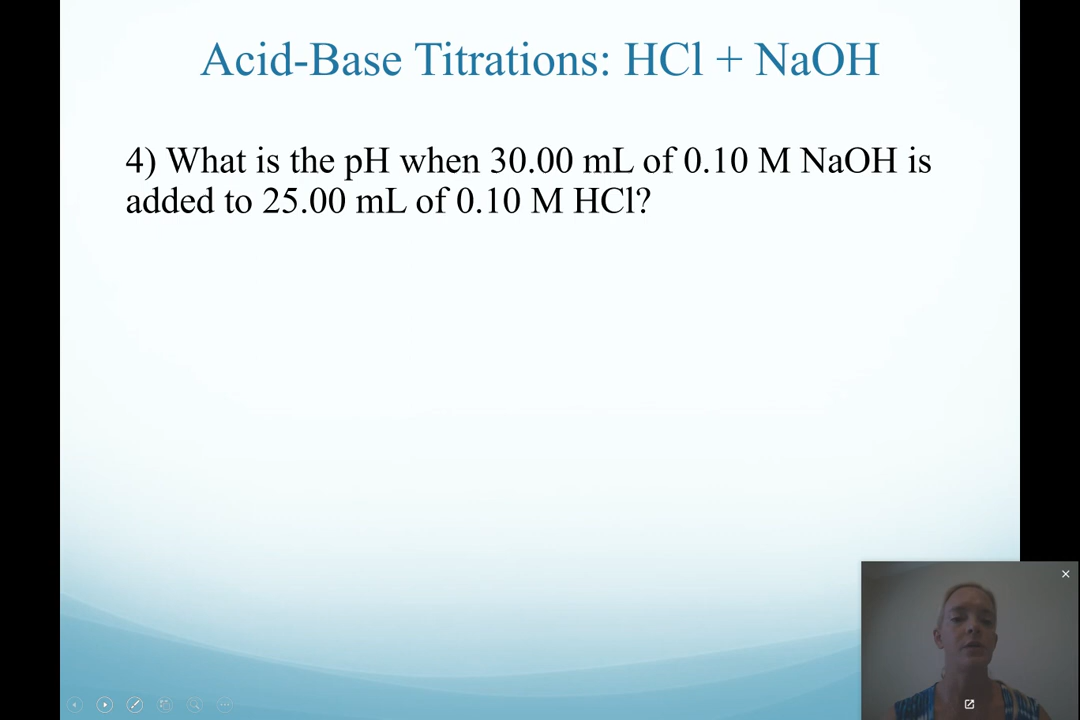 Acid-Base Titrations: HCl + NaOH
4) What is the pH when 30.00 mL of 0.10 M NaOH is
added to 25.00 mL of 0.10 M HCl?